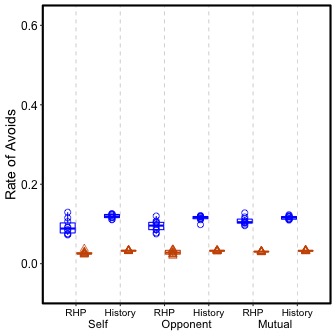 Rate of Avoids
0.6
0.4
0.2
0.0
RHP History RHP History RHP History
Self Opponent Mutual